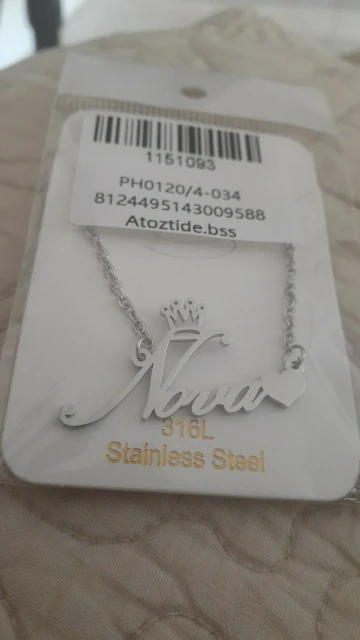 1151093
PH0120/4-034
8124495143009588
Atoztide.bss
Nova
316L
Stainless Steel